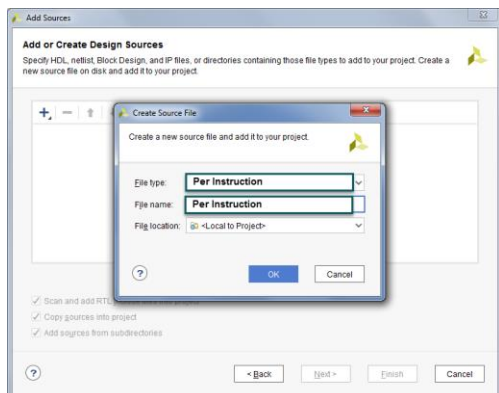 Add Sources
Add or Create Design Sources
Specify HDL, netlist, Block Design, and IP files, or directories containing those file types to add to your project. Create a
new source file on disk and add it to your project.
Create Source File
Create a new source file and add it to your project.
File type: Per Instruction
File name: Per Instruction
File location: <Local to Project>
? OK Cancel
Scan and add RTL
Copy sources into project
Add sources from subdirectories
? < Back Next > Finish Cancel